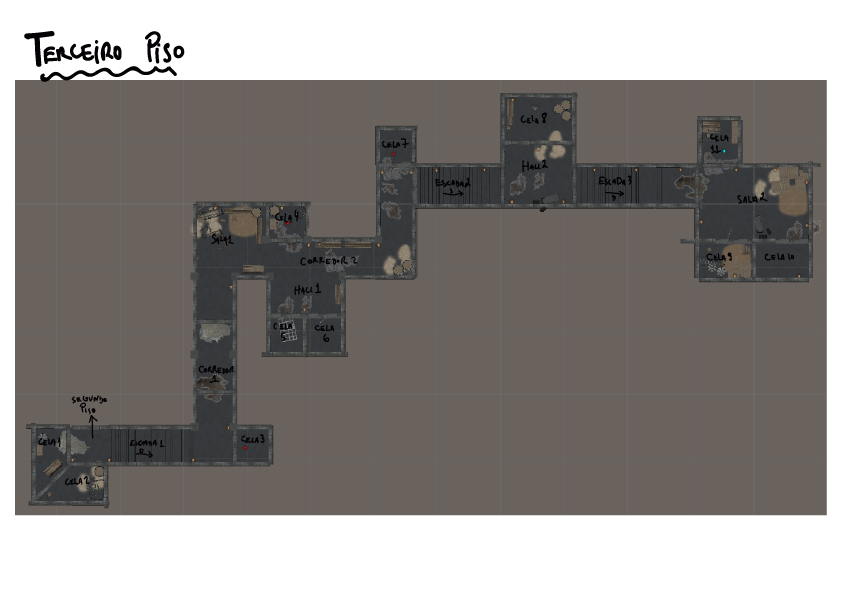 TERCEIRO PISO
CELA 8
CELA 7
CELA
11
HALL 2
ESCADA 2
ESCADA 3
SALA 2
CELA 4
SALA 1
CORREDOR 2
CELA 9
CELA 10
HALL 1
CELA
5
CELA
6
CORREDOR
1
SEGUNDO
PISO
CELA 1
ESCADA 1
CELA 3
CELA 2